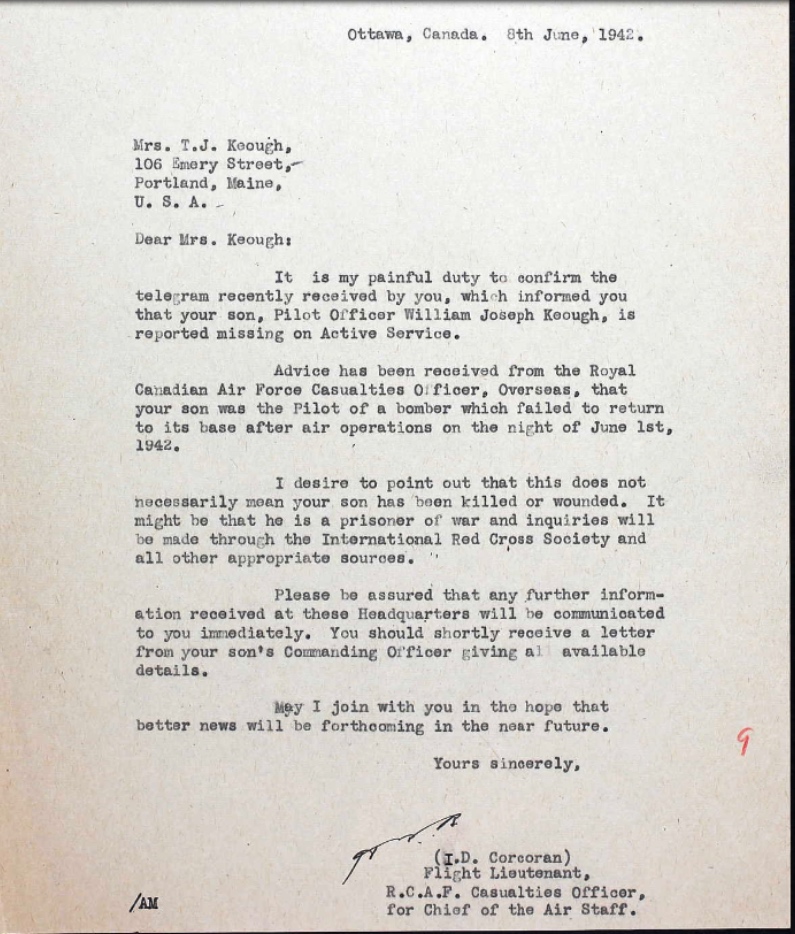 Ottawa, Canada. 8th June, 1942.
Mrs. T.J. Keough,
106 Emery Street,
Portland, Maine,
U. S. A.
Dear Mrs. Keough:
It is my painful duty to confirm the
telegram recently received by you, which informed you
that your son, Pilot Officer William Joseph Keough, is
reported missing on Active Service.
Advice has been received from the Royal
Canadian Air Force Casualties Officer, Overseas, that
your son was the Pilot of a bomber which failed to return
to its base after air operations on the night of June 1st,
1942.
I desire to point out that this does not
necessarily mean your son has been killed or wounded. It
might be that he is a prisoner of war and inquiries will
be made through the International Red Cross Society and
all other appropriate sources.
Please be assured that any further inform-
ation received at these Headquarters will be communicated
to you immediately. You should shortly receive a letter
from your son's Commanding Officer giving all available
details.
May I join with you in the hope that
better news will be forthcoming in the near future.
9
Yours sincerely,
(I.D. Corcoran)
Flight Lieutenant,
R.C.A.F. Casualties Officer,
for Chief of the Air Staff.
/AM